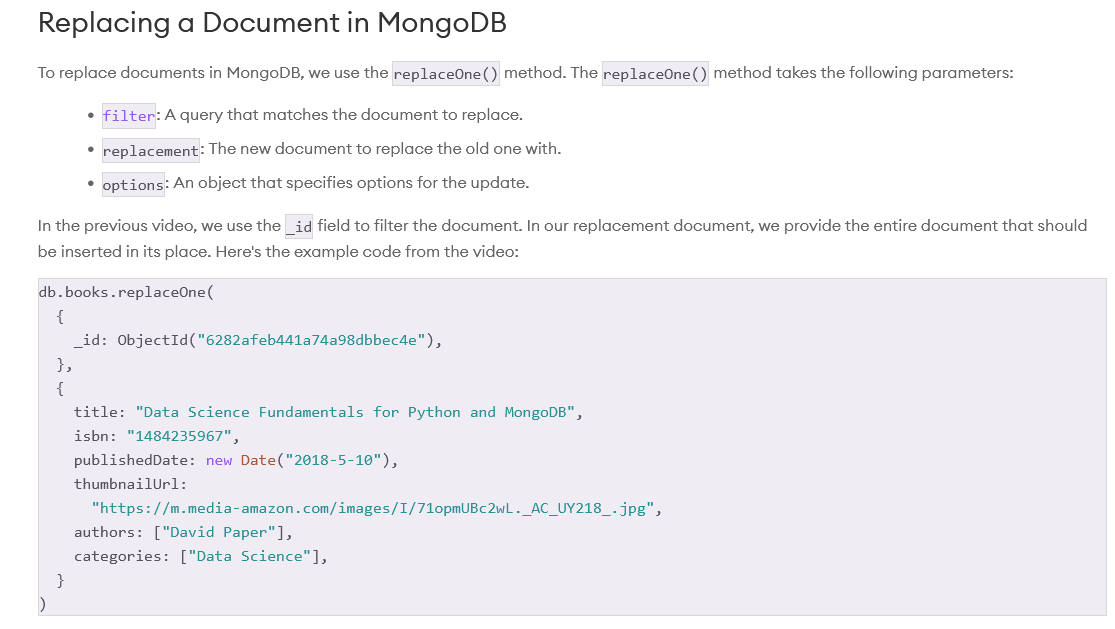 Replacing a Document in MongoDB
To replace documents in MongoDB, we use the replaceOne() method. The replaceOne() method takes the following parameters:
• filter: A query that matches the document to replace.
• replacement: The new document to replace the old one with.
• options: An object that specifies options for the update.
In the previous video, we use the _id field to filter the document. In our replacement document, we provide the entire document that should
be inserted in its place. Here's the example code from the video:
db.books.replaceOne(
  {
    _id: ObjectId("6282afeb441a74a98dbbec4e"),
  },
  {
    title: "Data Science Fundamentals for Python and MongoDB",
    isbn: "1484235967",
    publishedDate: new Date("2018-5-10"),
    thumbnailUrl:
      "https://m.media-amazon.com/images/I/71opmUBc2wL._AC_UY218_.jpg",
    authors: ["David Paper"],
    categories: ["Data Science"],
  }
)